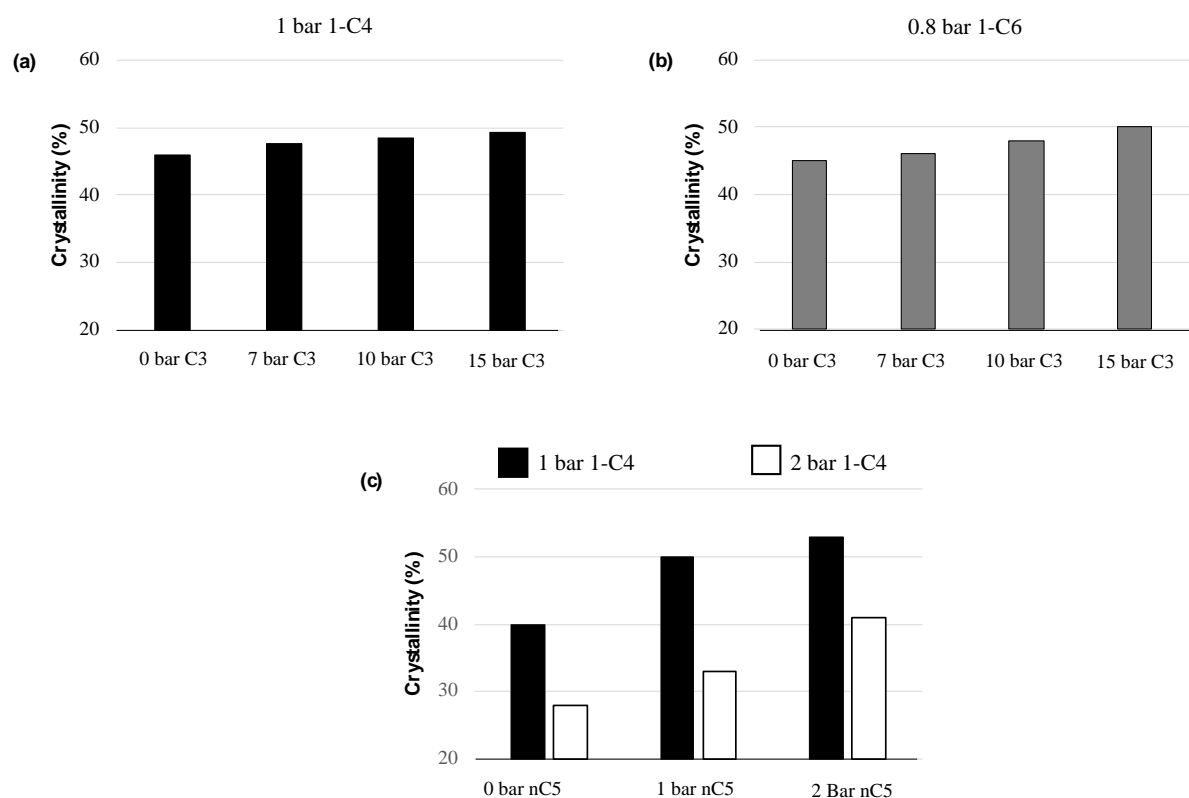 1 bar 1-C4
(a)
60
50
40
30
20
Crystallinity (%)
0 bar C3
7 bar C3
10 bar C3
15 bar C3
0.8 bar 1-C6
(b)
60
50
40
30
20
Crystallinity (%)
0 bar C3
7 bar C3
10 bar C3
15 bar C3
1 bar 1-C4
2 bar 1-C4
(c)
60
50
40
30
20
Crystallinity (%)
0 bar nC5
1 bar nC5
2 Bar nC5